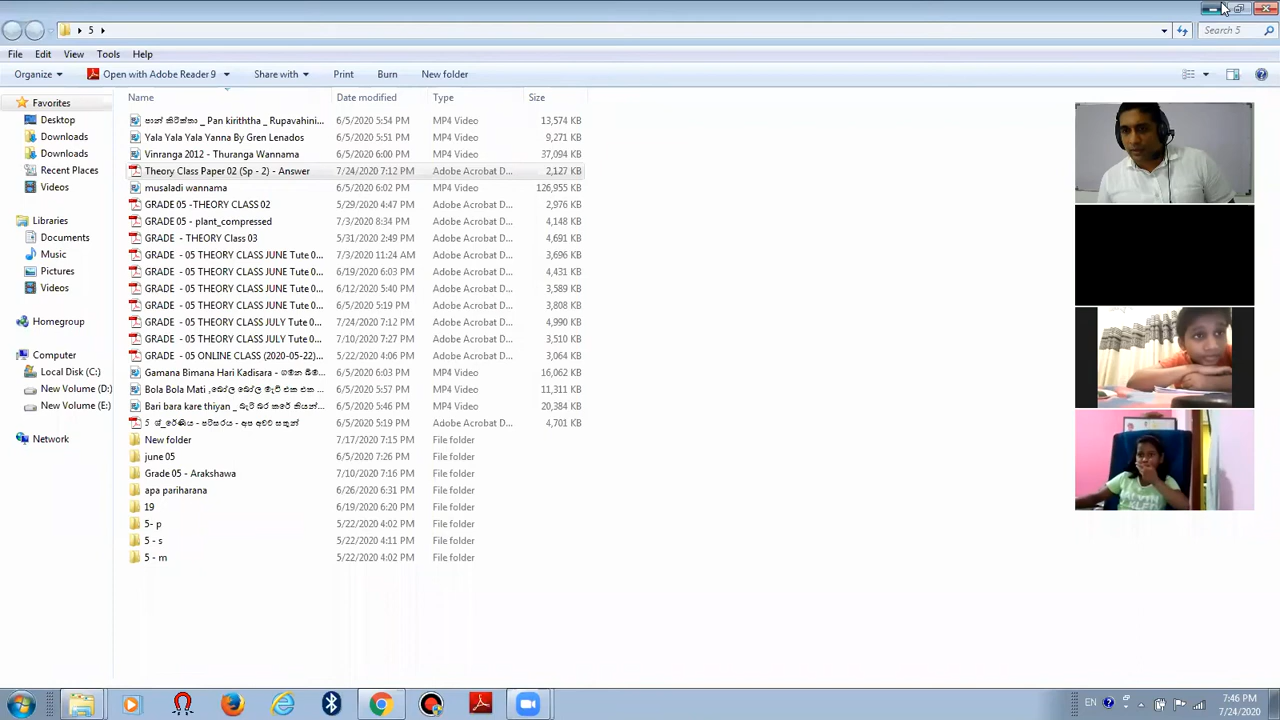 5
Search 5
File Edit View Tools Help
Organize Open with Adobe Reader 9 Share with Print Burn New folder
Name Date modified Type Size
Favorites
Desktop
Downloads
Downloads
Recent Places
Videos
Libraries
Documents
Music
Pictures
Videos
Homegroup
Computer
Local Disk (C:)
New Volume (D:)
New Volume (E:)
Network
පාන් කිරිත්තා _ Pan kiriththa _ Rupavahini... 6/5/2020 5:54 PM MP4 Video 13,574 KB
Yala Yala Yala Yanna By Gren Lenados 6/5/2020 5:51 PM MP4 Video 9,271 KB
Vinranga 2012 - Thuranga Wannama 6/5/2020 6:00 PM MP4 Video 37,094 KB
Theory Class Paper 02 (Sp - 2) - Answer 7/24/2020 7:12 PM Adobe Acrobat D... 2,127 KB
musaladi wannama 6/5/2020 6:02 PM MP4 Video 126,955 KB
GRADE 05 -THEORY CLASS 02 5/29/2020 4:47 PM Adobe Acrobat D... 2,976 KB
GRADE 05 - plant_compressed 7/3/2020 8:34 PM Adobe Acrobat D... 4,148 KB
GRADE - THEORY Class 03 5/31/2020 2:49 PM Adobe Acrobat D... 4,691 KB
GRADE - 05 THEORY CLASS JUNE Tute 0... 7/3/2020 11:24 AM Adobe Acrobat D... 3,696 KB
GRADE - 05 THEORY CLASS JUNE Tute 0... 6/19/2020 6:03 PM Adobe Acrobat D... 4,431 KB
GRADE - 05 THEORY CLASS JUNE Tute 0... 6/12/2020 5:40 PM Adobe Acrobat D... 3,589 KB
GRADE - 05 THEORY CLASS JUNE Tute 0... 6/5/2020 5:19 PM Adobe Acrobat D... 3,808 KB
GRADE - 05 THEORY CLASS JULY Tute 0... 7/24/2020 7:12 PM Adobe Acrobat D... 4,990 KB
GRADE - 05 THEORY CLASS JULY Tute 0... 7/10/2020 7:27 PM Adobe Acrobat D... 3,510 KB
GRADE - 05 ONLINE CLASS (2020-05-22)... 5/22/2020 4:06 PM Adobe Acrobat D... 3,064 KB
Gamana Bimana Hari Kadisara - ගමන බිම... 6/5/2020 6:03 PM MP4 Video 16,062 KB
Bola Bola Mati ,බෝල බෝල මැටි එක එක ... 6/5/2020 5:57 PM MP4 Video 11,311 KB
Bari bara kare thiyan _ බැරි බර කරේ තියන්... 6/5/2020 5:46 PM MP4 Video 20,384 KB
5 ශ්‍රේණිය - පරිසරය - අප අවට සතුන් 6/5/2020 5:19 PM Adobe Acrobat D... 4,701 KB
New folder 7/17/2020 7:15 PM File folder
june 05 6/5/2020 7:26 PM File folder
Grade 05 - Arakshawa 7/10/2020 7:16 PM File folder
apa pariharana 6/26/2020 6:31 PM File folder
19 6/19/2020 6:20 PM File folder
5- p 5/22/2020 4:02 PM File folder
5 - s 5/22/2020 4:11 PM File folder
5 - m 5/22/2020 4:02 PM File folder
EN
7:46 PM
7/24/2020